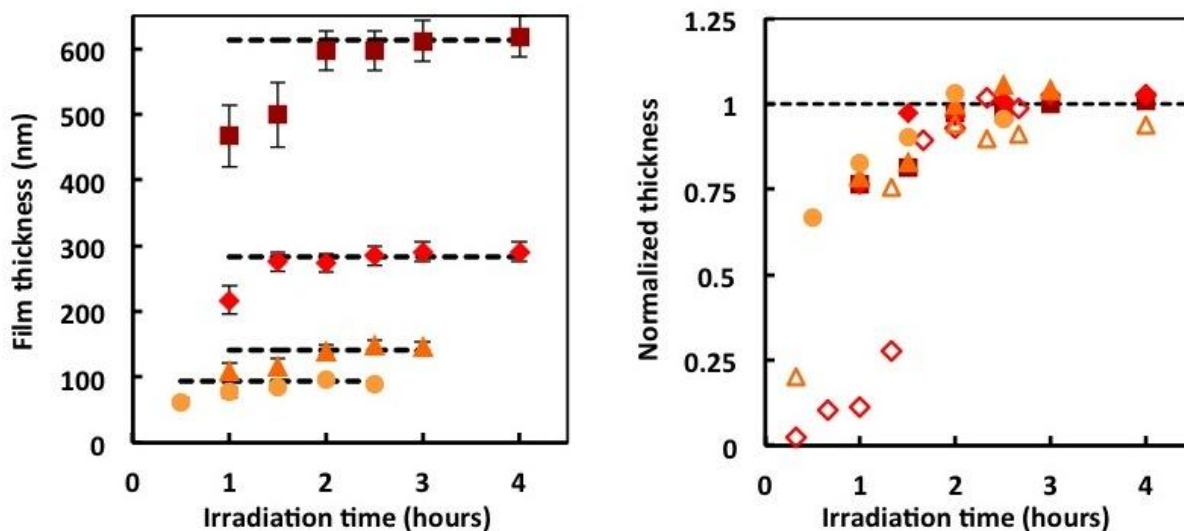 Film thickness (nm)
600
500
400
300
200
100
0
0 1 2 3 4
Irradiation time (hours)
Normalized thickness
1.25
1
0.75
0.5
0.25
0
0 1 2 3 4
Irradiation time (hours)